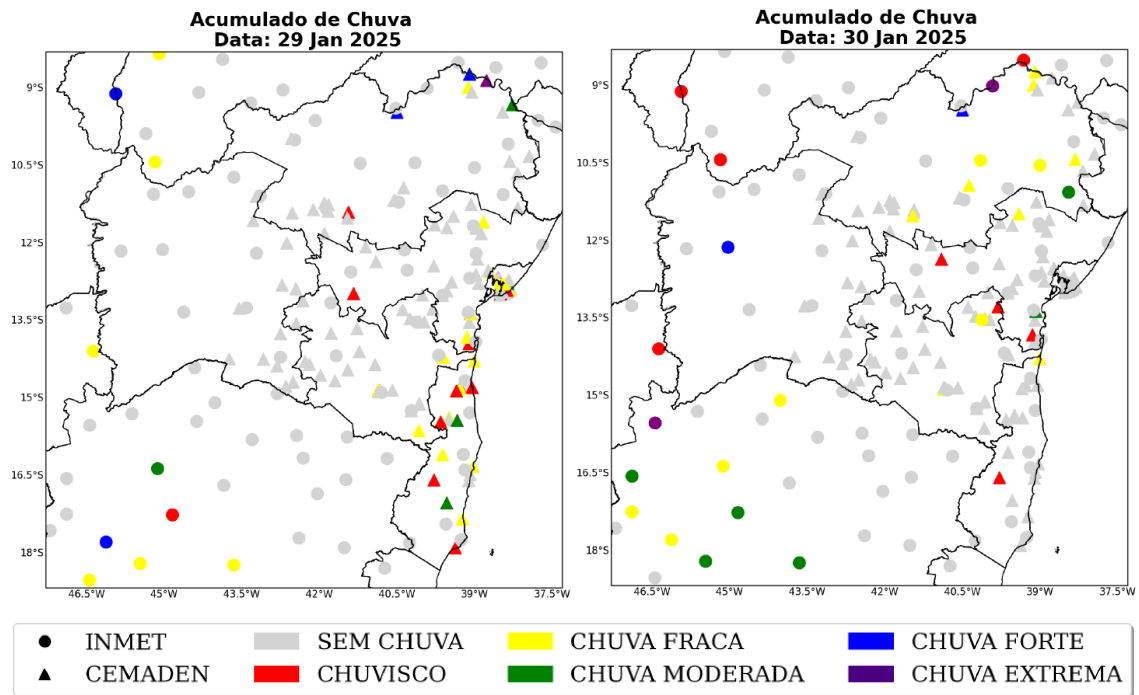 Acumulado de Chuva
Data: 29 Jan 2025
9°S
10.5°S
12°S
13.5°S
15°S
16.5°S
18°S
46.5°W 45°W 43.5°W 42°W 40.5°W 39°W 37.5°W
Acumulado de Chuva
Data: 30 Jan 2025
9°S
10.5°S
12°S
13.5°S
15°S
16.5°S
18°S
46.5°W 45°W 43.5°W 42°W 40.5°W 39°W 37.5°W
INMET SEM CHUVA CHUVA FRACA CHUVA FORTE
CEMADEN CHUVISCO CHUVA MODERADA CHUVA EXTREMA